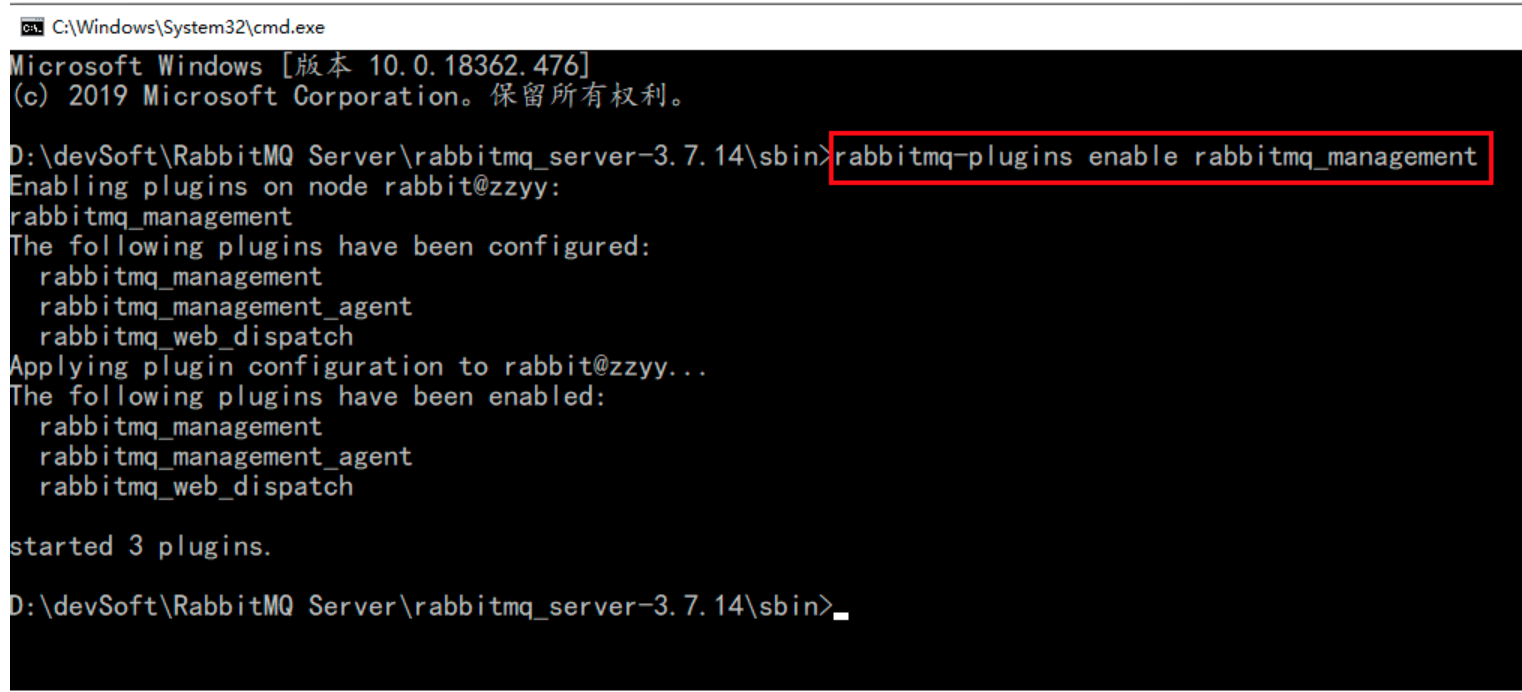 C:\Windows\System32\cmd.exe
Microsoft Windows [版本 10.0.18362.476]
(c) 2019 Microsoft Corporation。保留所有权利。
D:\devSoft\RabbitMQ Server\rabbitmq_server-3.7.14\sbin>rabbitmq-plugins enable rabbitmq_management
Enabling plugins on node rabbit@zzyy:
rabbitmq_management
The following plugins have been configured:
  rabbitmq_management
  rabbitmq_management_agent
  rabbitmq_web_dispatch
Applying plugin configuration to rabbit@zzyy...
The following plugins have been enabled:
  rabbitmq_management
  rabbitmq_management_agent
  rabbitmq_web_dispatch
started 3 plugins.
D:\devSoft\RabbitMQ Server\rabbitmq_server-3.7.14\sbin>